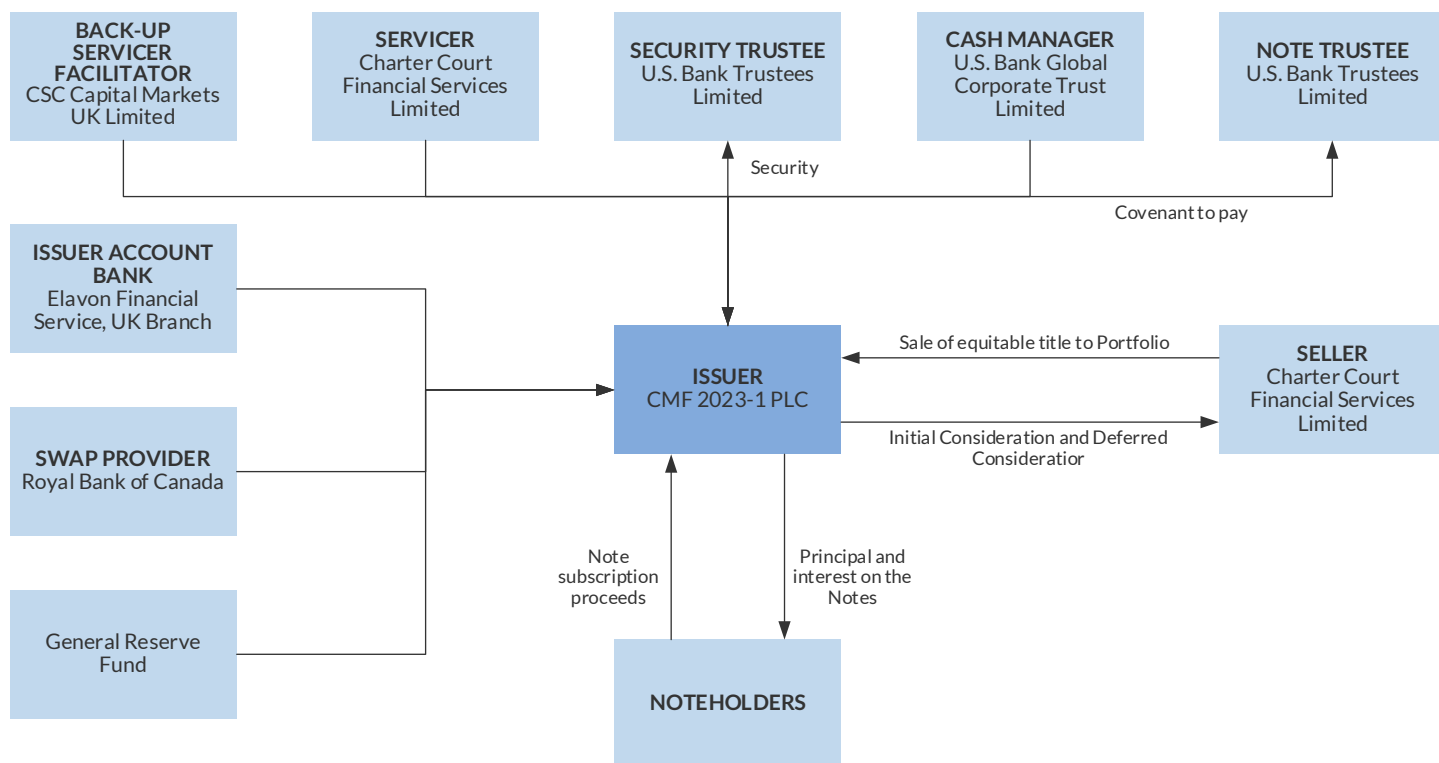 BACK-UP
SERVICER
FACILITATOR
CSC Capital Markets
UK Limited
SERVICER
Charter Court
Financial Services
Limited
SECURITY TRUSTEE
U.S. Bank Trustees
Limited
CASH MANAGER
U.S. Bank Global
Corporate Trust
Limited
NOTE TRUSTEE
U.S. Bank Trustees
Limited
Security
Covenant to pay
ISSUER ACCOUNT
BANK
Elavon Financial
Service, UK Branch
ISSUER
CMF 2023-1 PLC
Sale of equitable title to Portfolio
SELLER
Charter Court
Financial Services
Limited
Initial Consideration and Deferred
Consideratior
SWAP PROVIDER
Royal Bank of Canada
Note
subscription
proceeds
Principal and
interest on the
Notes
General Reserve
Fund
NOTEHOLDERS